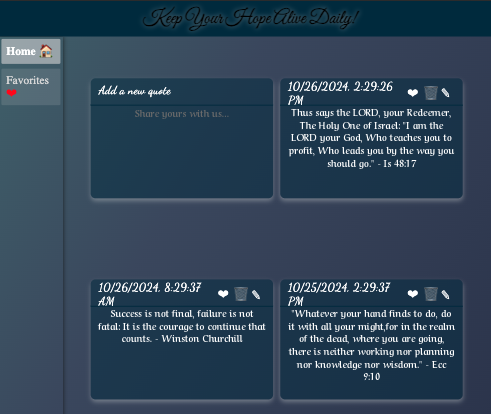 Keep Your Hope Alive Daily!
Home 🏠
Favorites
❤
Add a new quote
Share yours with us...
10/26/2024, 2:29:26
PM
Thus says the LORD, your Redeemer,
The Holy One of Israel: "I am the
LORD your God, Who teaches you to
profit, Who leads you by the way you
should go." - Is 48:17
10/26/2024, 8:29:37
AM
Success is not final, failure is not
fatal: It is the courage to continue that
counts. - Winston Churchill
10/25/2024, 2:29:37
PM
"Whatever your hand finds to do, do
it with all your might,for in the realm
of the dead, where you are going,
there is neither working nor planning
nor knowledge nor wisdom." - Ecc
9:10